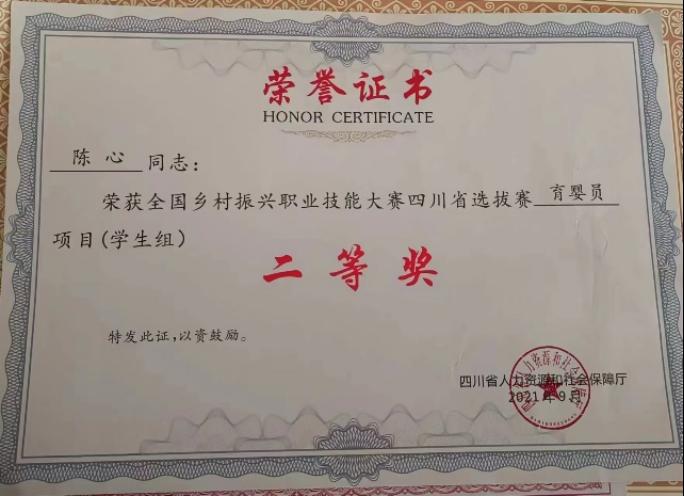 荣誉证书
HONOR CERTIFICATE
陈心 同志：
荣获全国乡村振兴职业技能大赛四川省选拔赛 育婴员
项目(学生组)
二等奖
特发此证,以资鼓励。
四川省人力资源和社会保障厅
2021年9月